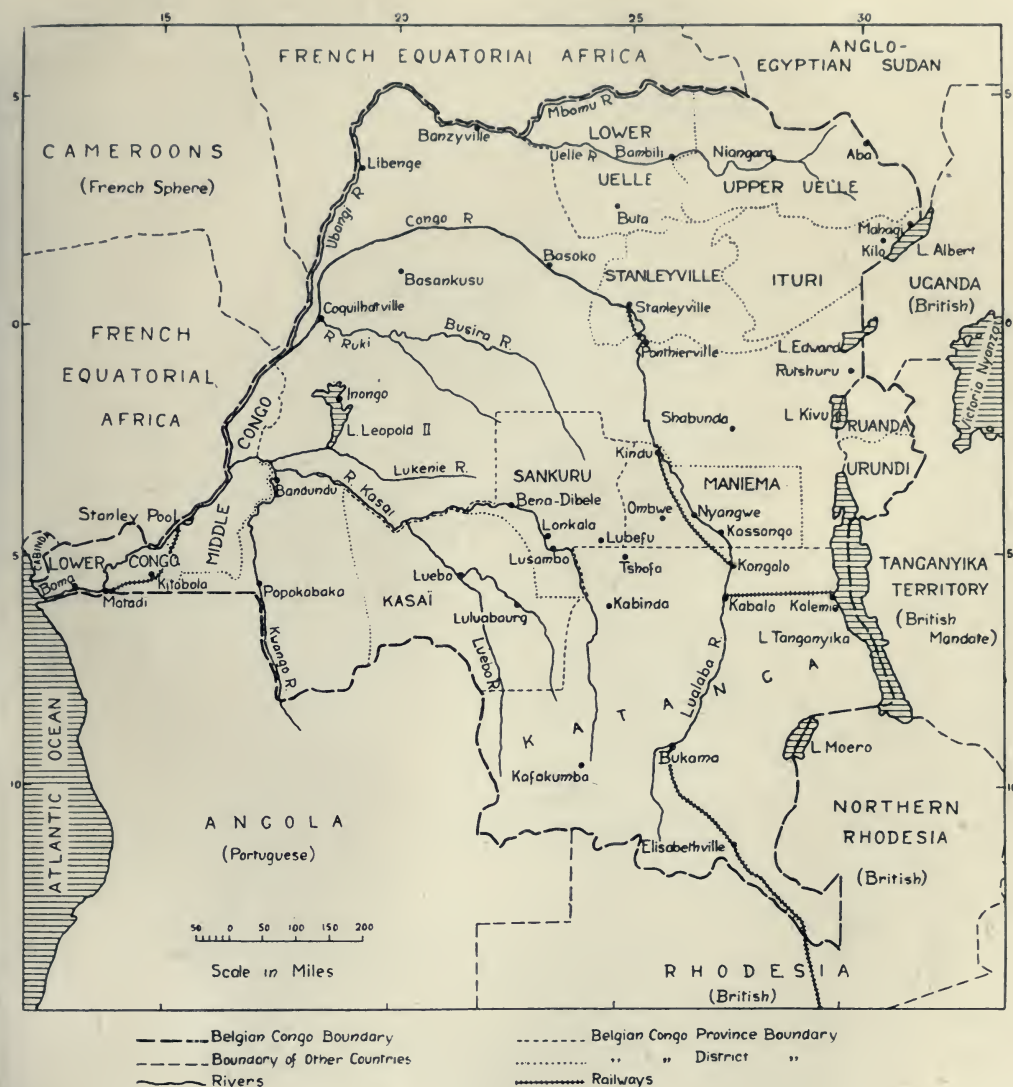 15 20 25 30
FRENCH EQUATORIAL AFRICA
ANGLO-
EGYPTIAN SUDAN
5
5
Mbomu R.
Banzyville
LOWER
CAMEROONS
(French Sphere)
Libenge
Uelle R.
Bambili
Niangara
Aba
UELLE
UPPER UELLE
Ubangi R
Buta
Congo R
Mahagi
Kilo
L. Albert
Basoko
STANLEYVILLE
ITURI
Basankusu
UGANDA
(British)
Stanleyville
Coquilhatville
0
0
FRENCH
EQUATORIAL
AFRICA
R Ruki
Busira R.
Ponthierville
L. Edward
Rutshuru
Victoria Nyanza
Inongo
L. Leopold II
Shabunda
L Kivu
RUANDA
MIDDLE CONGO
Kindu
URUNDI
Lukenie R.
SANKURU
MANIEMA
Bandundu
R. Kasai
Bena-Dibele
Ombwe
Nyangwe
Stanley Pool
Lonkala
Kassongo
CABINDA
LOWER CONGO
Lusambo
Lubefu
5
5
Kongolo
TANGANYIKA
TERRITORY
(British
Mandate)
Boma
Kitobola
Tshofa
Matadi
Popokabaka
Luebo
KASAÏ
Kabinda
Kabalo
Kalemie
Luluabourg
L Tanganyika
Kwango R.
Luebo R.
Lualaba R.
KATANGA
ATLANTIC OCEAN
Bukama
L. Moero
Kafakumba
10
10
ANGOLA
(Portuguese)
NORTHERN
RHODESIA
(British)
Elisabethville
50 0 50 100 150 200
Scale in Miles
RHODESIA
(British)
Belgian Congo Boundary
Boundary of Other Countries
Rivers
Belgian Congo Province Boundary
,, ,, District ,,
Railways